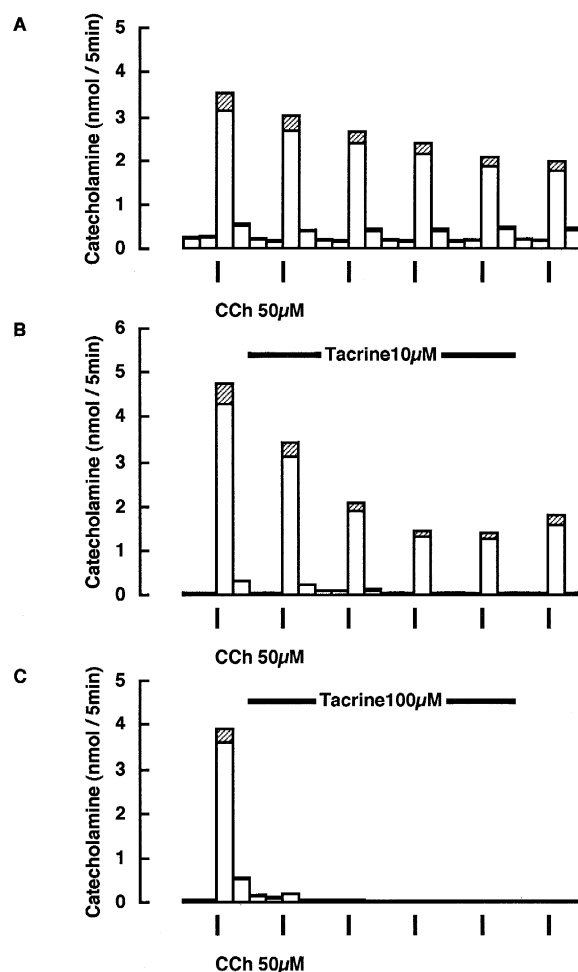 A
Catecholamine (nmol / 5min)
5
4
3
2
1
0
CCh 50µM
B
Catecholamine (nmol / 5min)
6
5
4
3
2
1
0
Tacrine10µM
CCh 50µM
C
Catecholamine (nmol / 5min)
5
4
3
2
1
0
Tacrine100µM
CCh 50µM